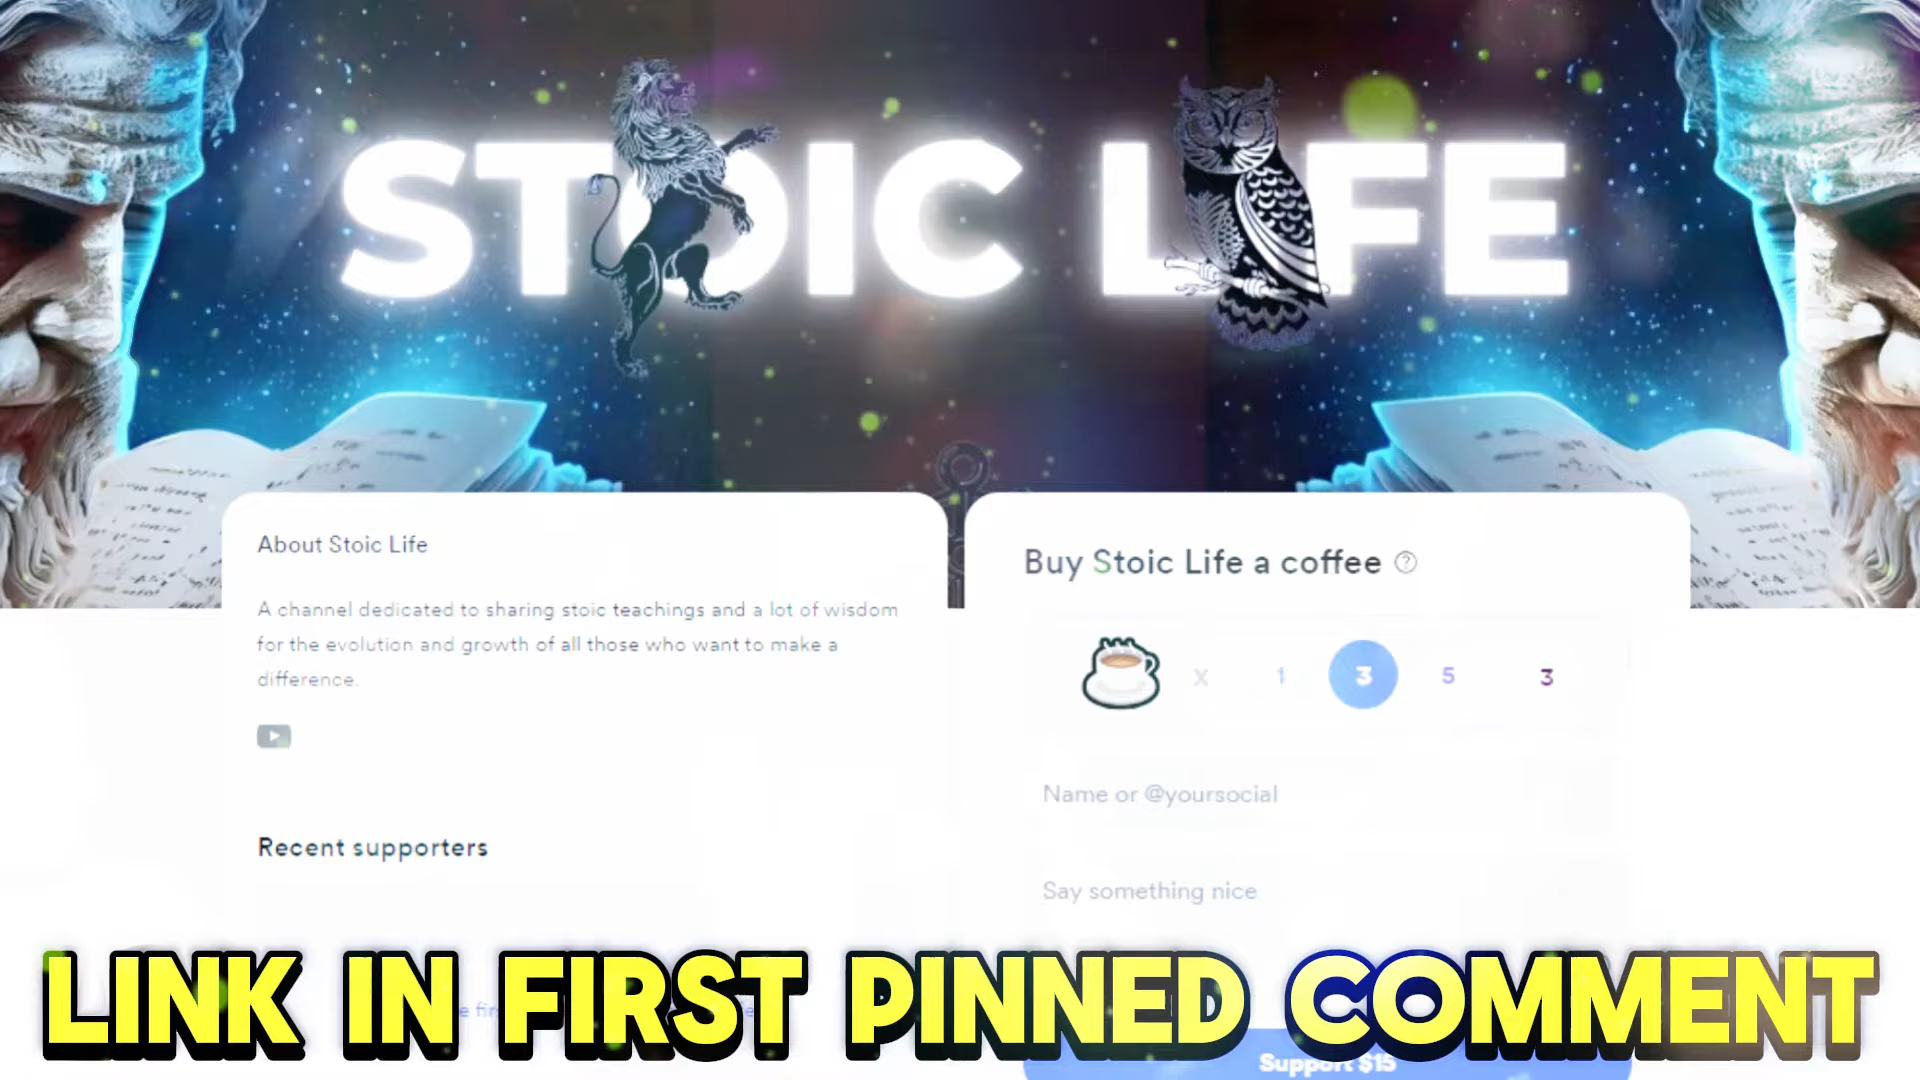 STOIC LIFE
About Stoic Life
A channel dedicated to sharing stoic teachings and a lot of wisdom
for the evolution and growth of all those who want to make a
difference.
Recent supporters
Buy Stoic Life a coffee ?
X 1 3 5 3
Name or @yoursocial
Say something nice
LINK IN FIRST PINNED COMMENT
Support $15